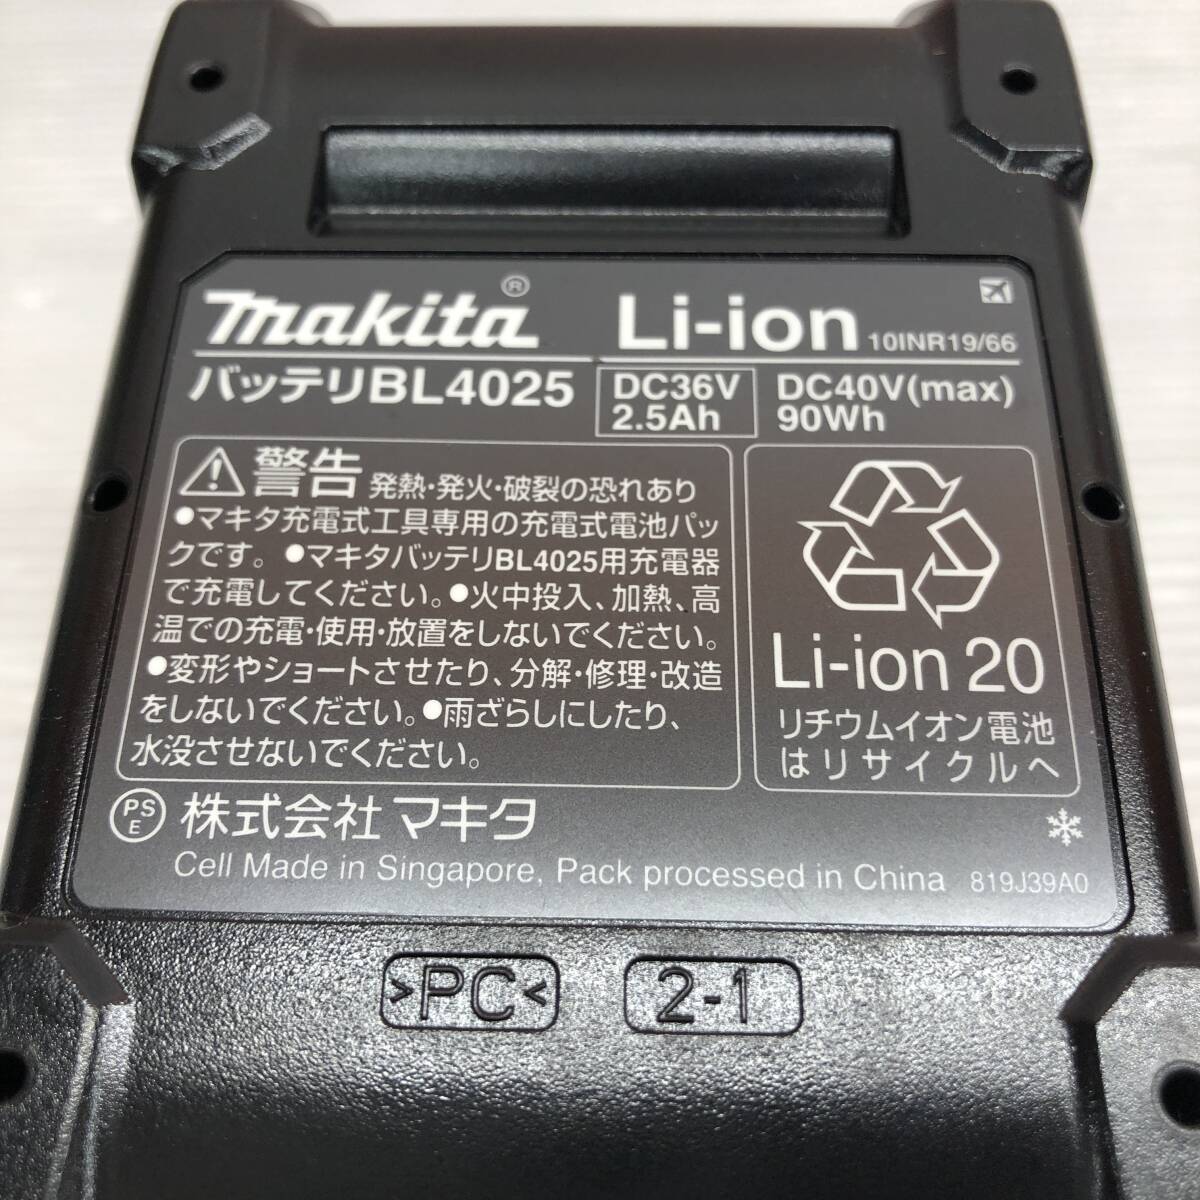 makita®
Li-ion 10INR19/66
バッテリBL4025
DC36V
2.5Ah
DC40V(max)
90Wh
警告 発熱・発火・破裂の恐れあり
●マキタ充電式工具専用の充電式電池パッ
クです。●マキタバッテリBL4025用充電器
で充電してください。●火中投入、加熱、高
温での充電・使用・放置をしないでください。
●変形やショートさせたり、分解・修理・改造
をしないでください。●雨ざらしにしたり、
水没させないでください。
Li-ion 20
リチウムイオン電池
はリサイクルへ
PS
E
株式会社マキタ
Cell Made in Singapore, Pack processed in China 819J39A0
>PC<
2-1